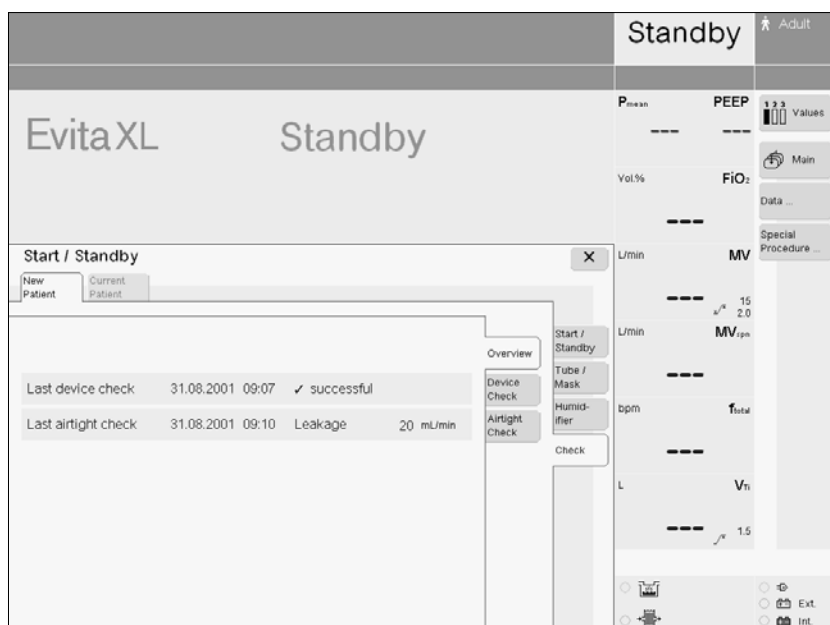 Standby
Adult
Evita XL
Standby
Pmean PEEP
--- ---
Vol.% FiO2
---
L/min MV
--- 15
2.0
L/min MVspn
---
bpm ftotal
---
L VTi
--- 1.5
1 2 3
Values
Main
Data ...
Special
Procedure ...
Start / Standby
X
New
Patient
Current
Patient
Overview
Device
Check
Airtight
Check
Start /
Standby
Tube /
Mask
Humid-
ifier
Check
Last device check 31.08.2001 09:07 ✓ successful
Last airtight check 31.08.2001 09:10 Leakage 20 mL/min
Ext.
Int.